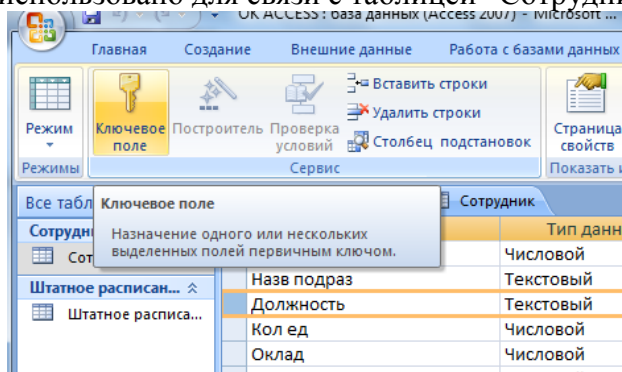 использовано для связи с таблицей "Сотрудни
OK ACCESS : база данных (Access 2007) - Microsoft ...
Главная Создание Внешние данные Работа с базами данных
Режим
Ключевое поле
Построитель
Проверка условий
Вставить строки
Удалить строки
Столбец подстановок
Страница свойств
Режимы Сервис Показать и
Все табл
Ключевое поле
Назначение одного или нескольких
выделенных полей первичным ключом.
Сотрудник
Сотрудн
Сот
Тип данн
Числовой
Назв подраз Текстовый
Штатное расписан...
Должность Текстовый
Штатное расписа...
Кол ед Числовой
Оклад Числовой